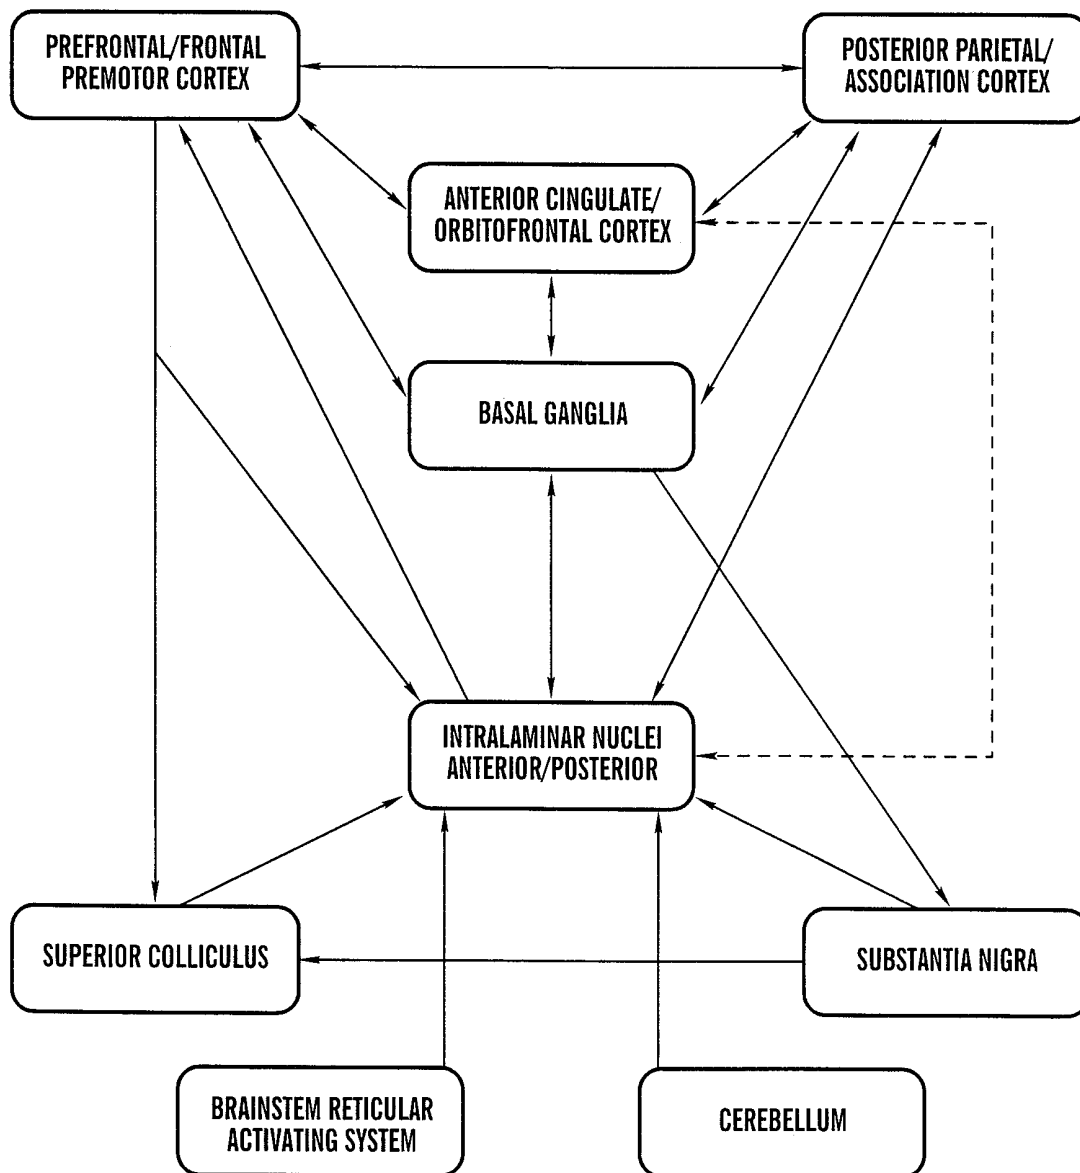 PREFRONTAL/FRONTAL
PREMOTOR CORTEX
POSTERIOR PARIETAL/
ASSOCIATION CORTEX
ANTERIOR CINGULATE/
ORBITOFRONTAL CORTEX
BASAL GANGLIA
INTRALAMINAR NUCLEI
ANTERIOR/POSTERIOR
SUPERIOR COLLICULUS
SUBSTANTIA NIGRA
BRAINSTEM RETICULAR
ACTIVATING SYSTEM
CEREBELLUM